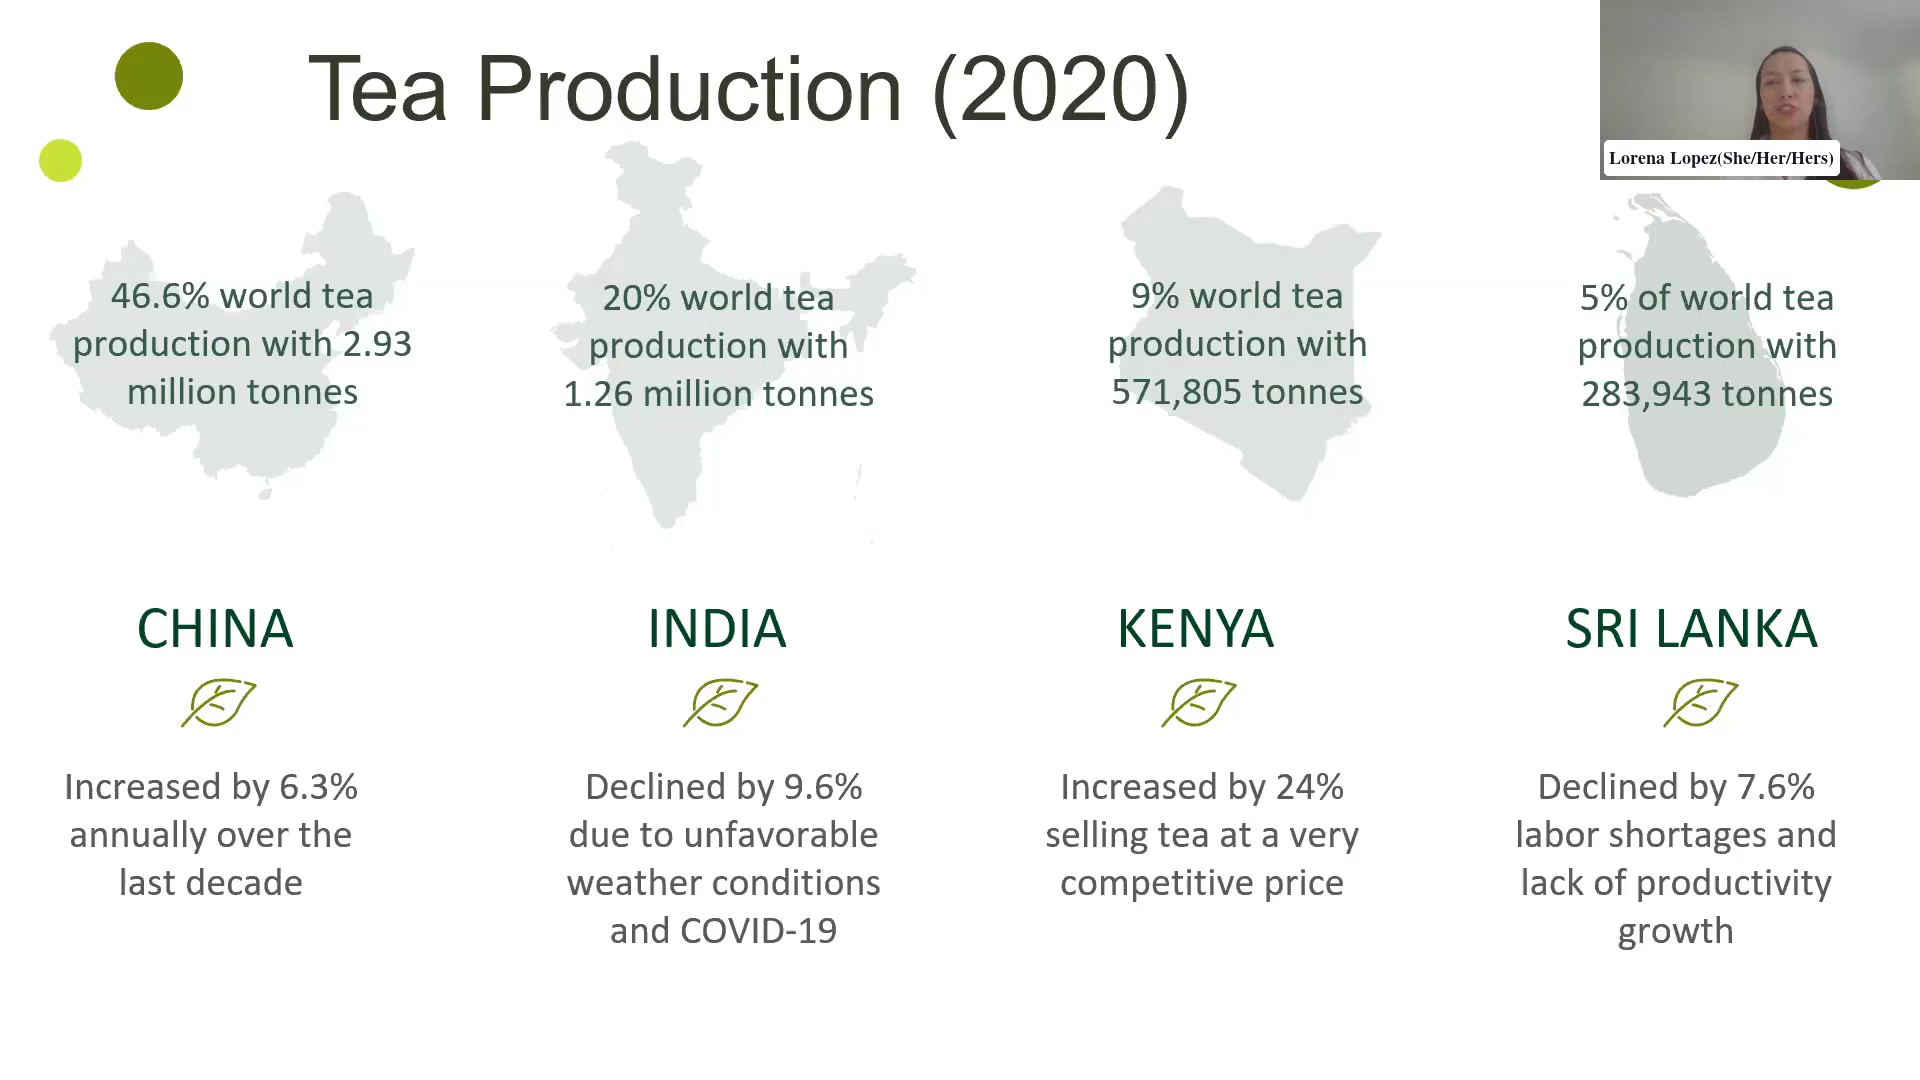 Tea Production (2020)
Lorena Lopez(She/Her/Hers)
46.6% world tea
production with 2.93
million tonnes
20% world tea
production with
1.26 million tonnes
9% world tea
production with
571,805 tonnes
5% of world tea
production with
283,943 tonnes
CHINA
INDIA
KENYA
SRI LANKA
Increased by 6.3%
annually over the
last decade
Declined by 9.6%
due to unfavorable
weather conditions
and COVID-19
Increased by 24%
selling tea at a very
competitive price
Declined by 7.6%
labor shortages and
lack of productivity
growth